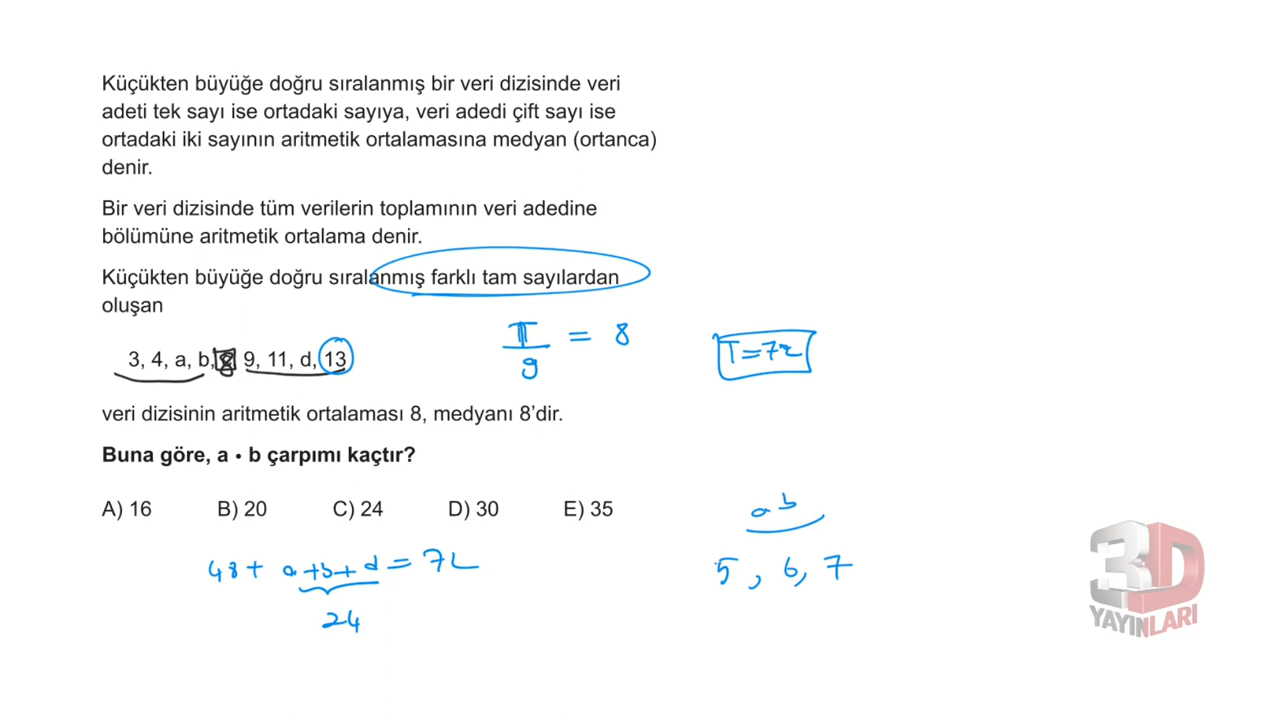 Küçükten büyüğe doğru sıralanmış bir veri dizisinde veri
adeti tek sayı ise ortadaki sayıya, veri adedi çift sayı ise
ortadaki iki sayının aritmetik ortalamasına medyan (ortanca)
denir.
Bir veri dizisinde tüm verilerin toplamının veri adedine
bölümüne aritmetik ortalama denir.
Küçükten büyüğe doğru sıralanmış farklı tam sayılardan
oluşan
T/9 = 8
T=72
3, 4, a, b, 8 9, 11, d, 13
veri dizisinin aritmetik ortalaması 8, medyanı 8'dir.
Buna göre, a • b çarpımı kaçtır?
A) 16 B) 20 C) 24 D) 30 E) 35
a b
48 + a+b+d = 72
5, 6, 7
24
3D
YAYINLARI